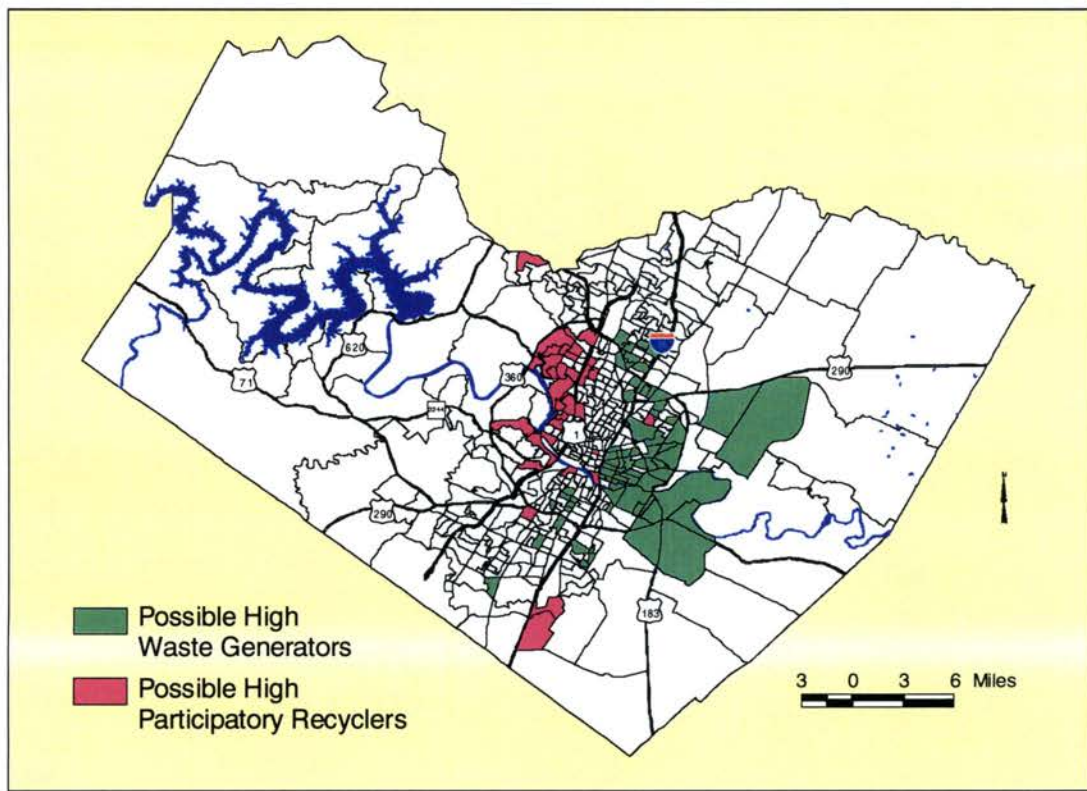 620
71
360
2244
1
290
290
183
N
Possible High
Waste Generators
Possible High
Participatory Recyclers
3 0 3 6 Miles